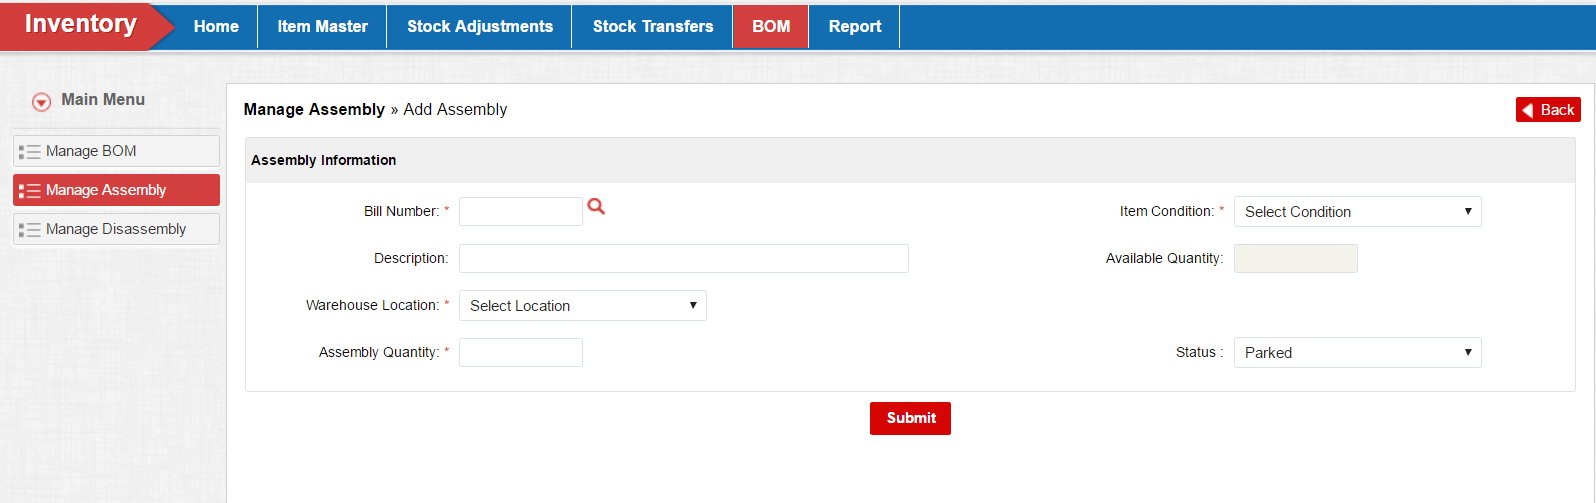 Inventory Home Item Master Stock Adjustments Stock Transfers BOM Report
Main Menu
Manage BOM
Manage Assembly
Manage Disassembly
Manage Assembly » Add Assembly
Back
Assembly Information
Bill Number: *
Item Condition: * Select Condition
Description:
Available Quantity:
Warehouse Location: * Select Location
Assembly Quantity: *
Status : Parked
Submit